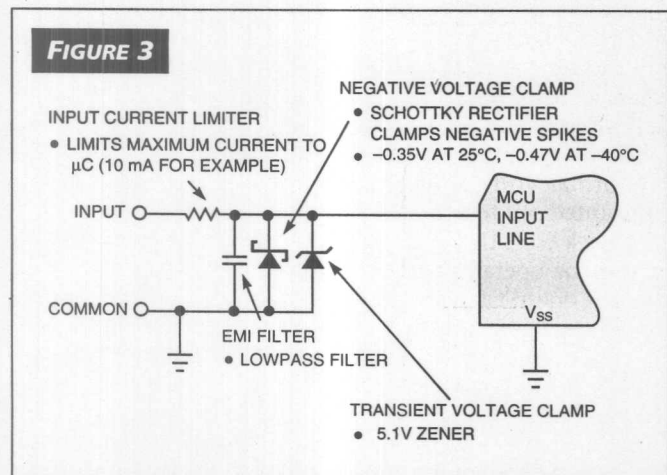 FIGURE 3
NEGATIVE VOLTAGE CLAMP
• SCHOTTKY RECTIFIER
CLAMPS NEGATIVE SPIKES
• –0.35V AT 25°C, –0.47V AT –40°C
INPUT CURRENT LIMITER
• LIMITS MAXIMUM CURRENT TO
µC (10 mA FOR EXAMPLE)
INPUT
MCU
INPUT
LINE
COMMON
VSS
EMI FILTER
• LOWPASS FILTER
TRANSIENT VOLTAGE CLAMP
• 5.1V ZENER